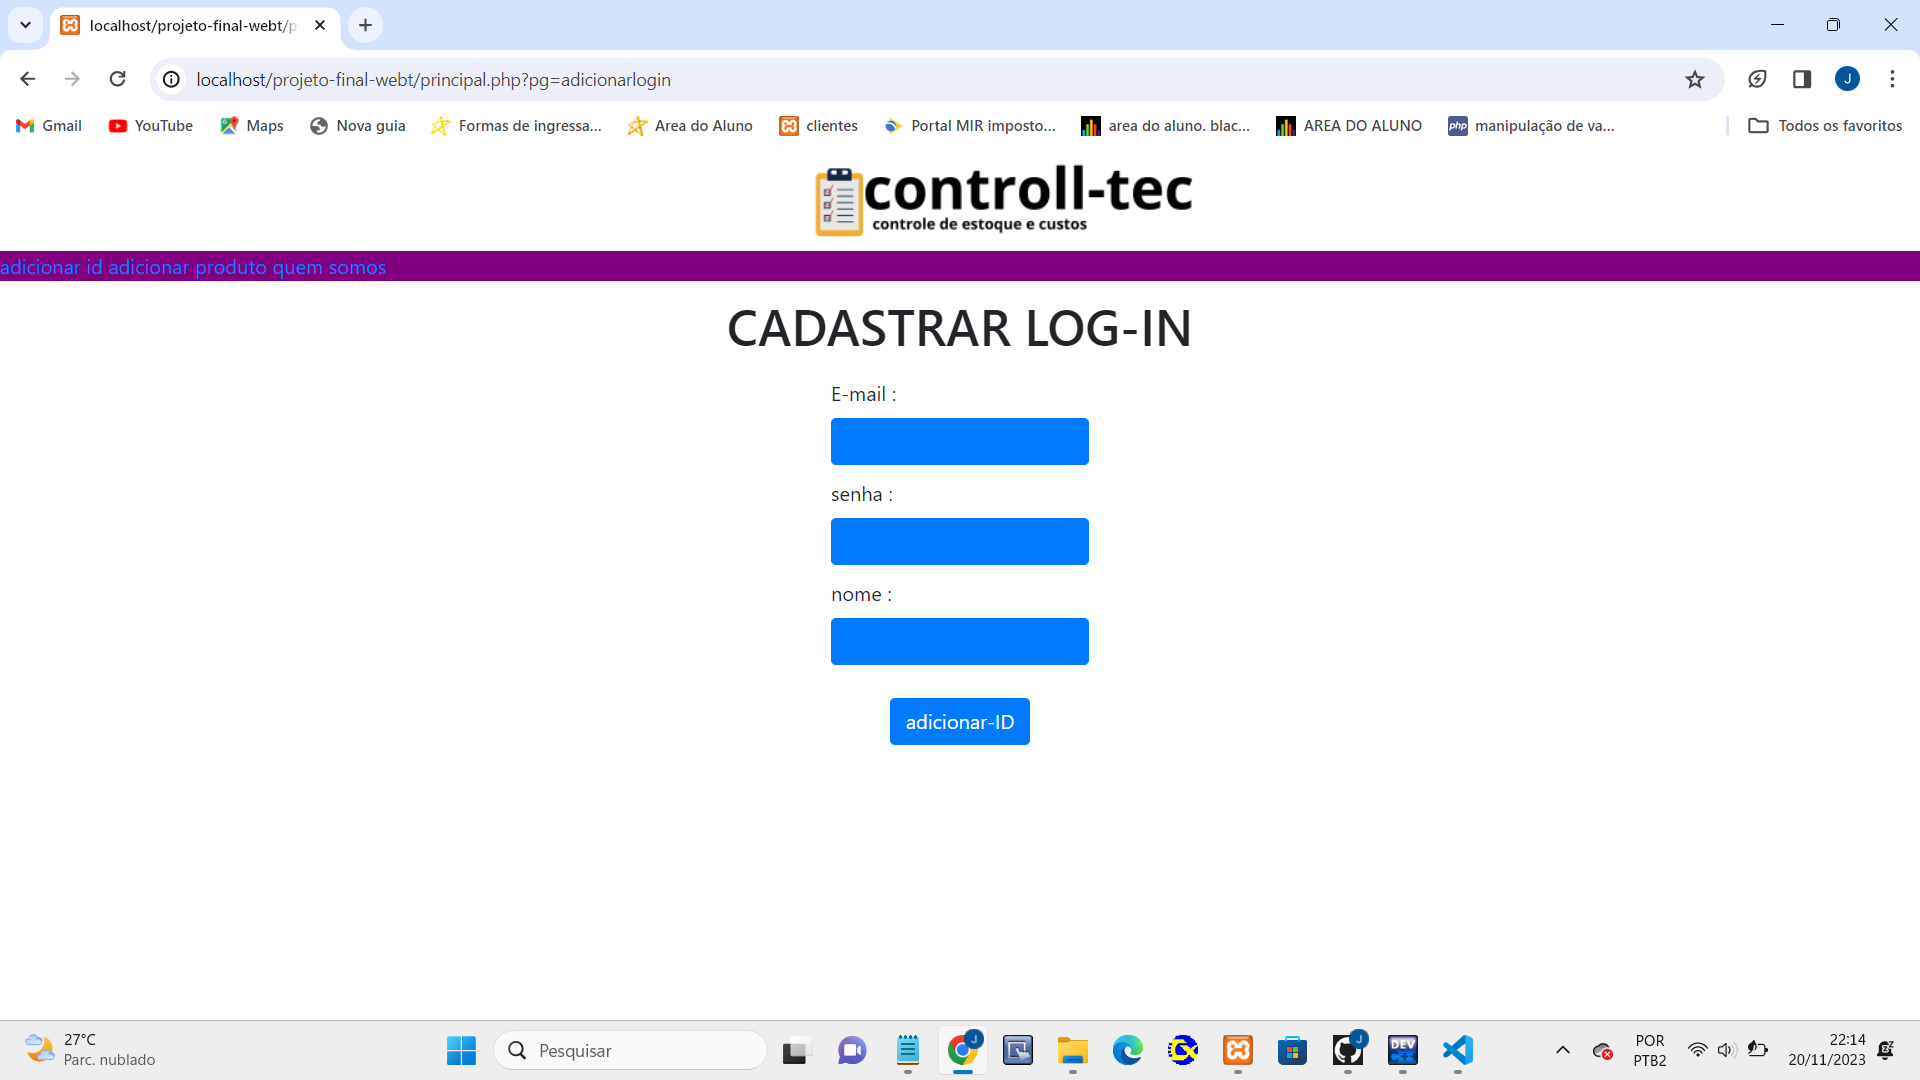 localhost/projeto-final-webt/p
localhost/projeto-final-webt/principal.php?pg=adicionarlogin
J
Gmail YouTube Maps Nova guia Formas de ingressa... Area do Aluno clientes Portal MIR imposto... area do aluno. blac... AREA DO ALUNO php manipulação de va... Todos os favoritos
controll-tec
controle de estoque e custos
adicionar id adicionar produto quem somos
CADASTRAR LOG-IN
E-mail :
senha :
nome :
adicionar-ID
27°C
Parc. nublado
Pesquisar
J
J
DEV
C++
POR
PTB2
22:14
20/11/2023